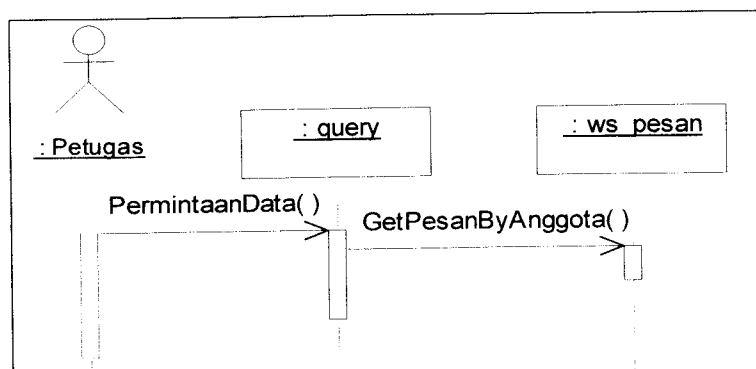 : Petugas
: query
: ws_pesan
PermintaanData( )
GetPesanByAnggota( )